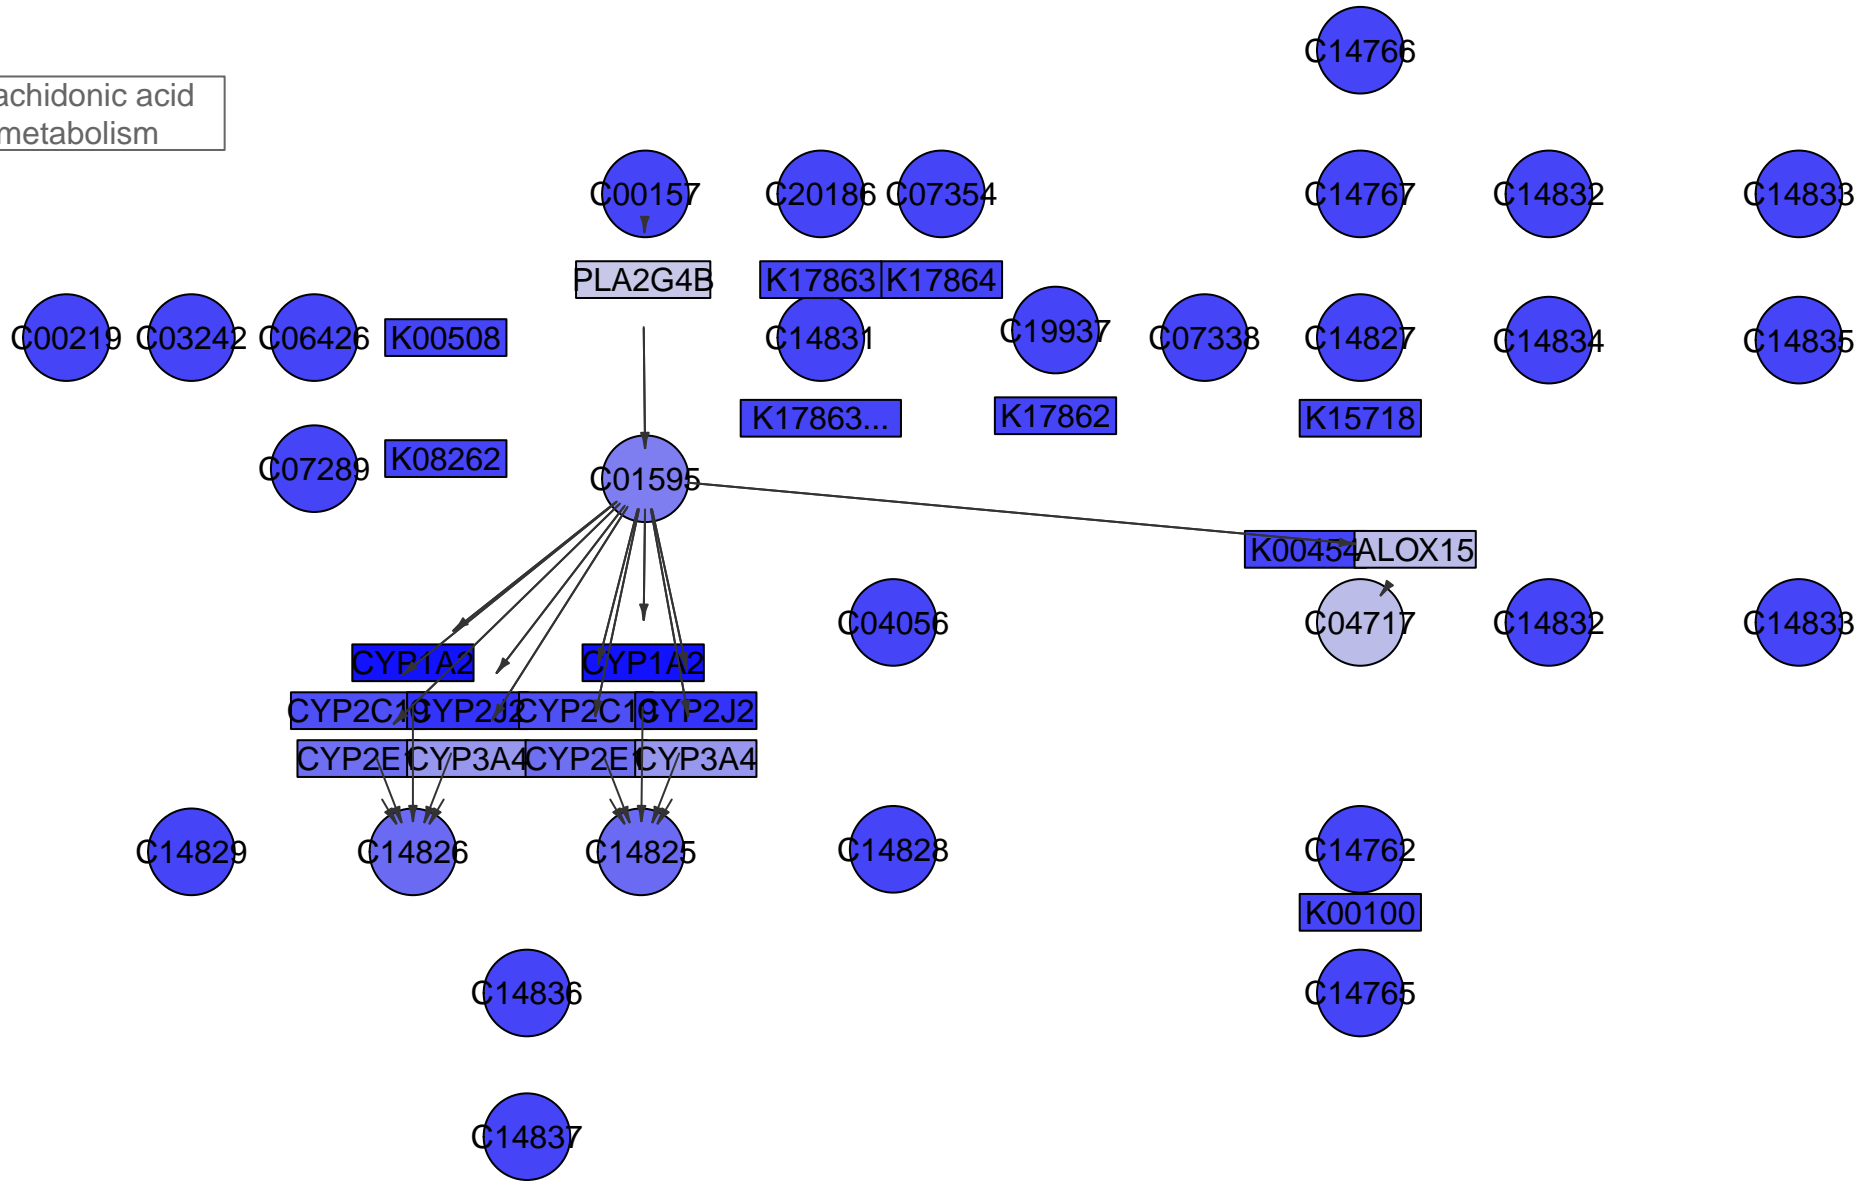 C14766
achidonic acid
metabolism
C00157
C20186
C07354
C14767
C14832
C14833
PLA2G4B
K17863
K17864
C00219
C03242
C06426
K00508
C14831
C19937
C07338
C14827
C14834
C14835
K17863...
K17862
K15718
C07289
K08262
C01595
K00454
ALOX15
C04056
C04717
C14832
C14833
CYP1A2
CYP1A2
CYP2C19
CYP2J2
CYP2C19
CYP2J2
CYP2E1
CYP3A4
CYP2E1
CYP3A4
C14829
C14826
C14825
C14828
C14762
K00100
C14836
C14765
C14837